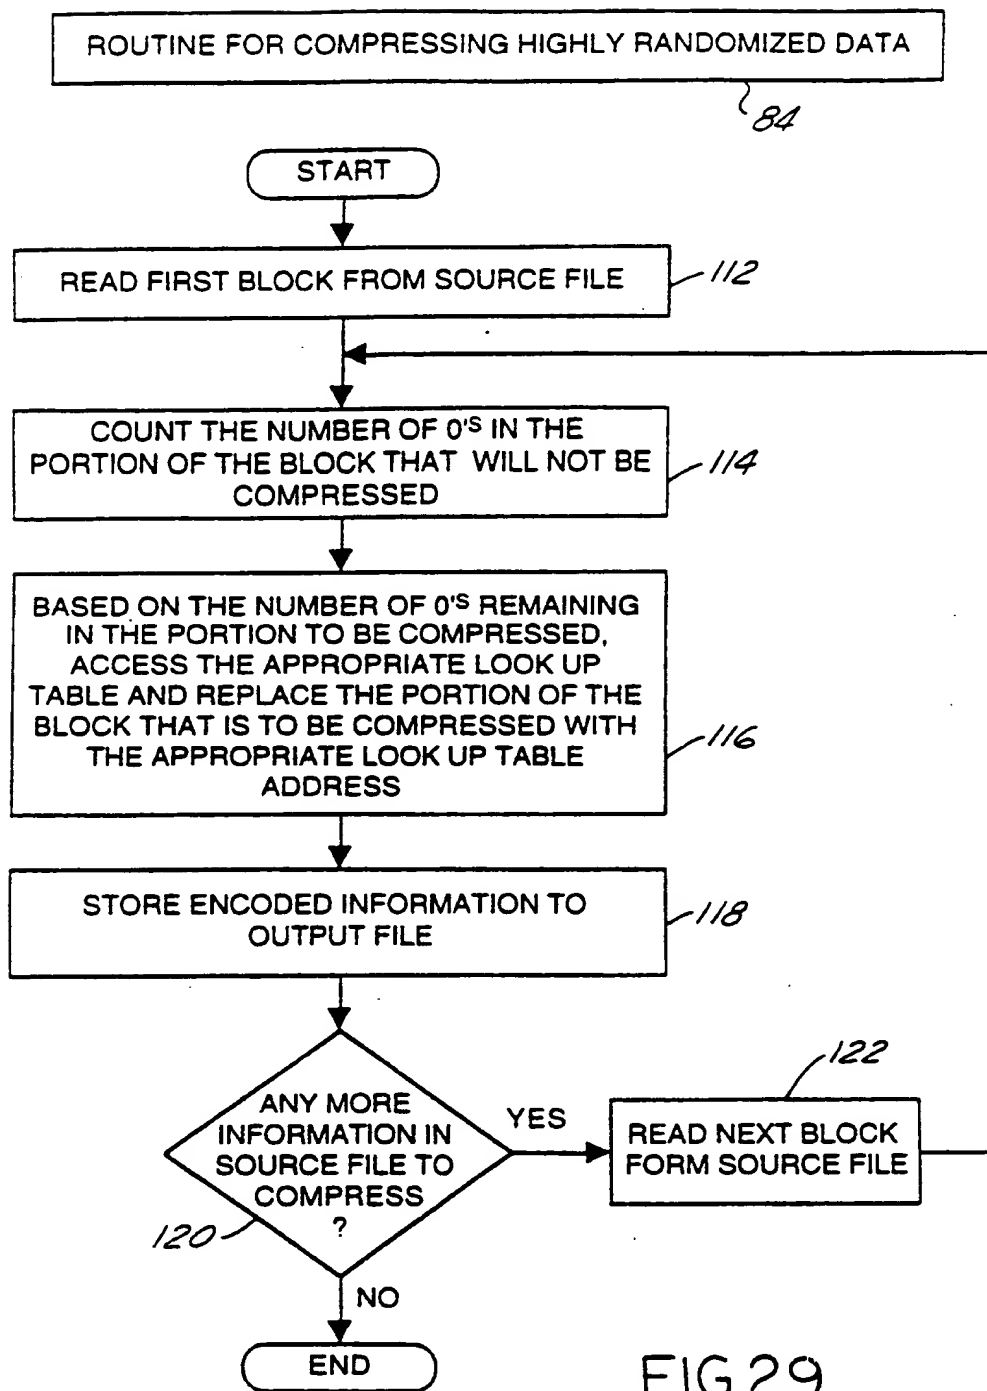 ROUTINE FOR COMPRESSING HIGHLY RANDOMIZED DATA
84
START
READ FIRST BLOCK FROM SOURCE FILE
112
COUNT THE NUMBER OF 0'S IN THE
PORTION OF THE BLOCK THAT WILL NOT BE
COMPRESSED
114
BASED ON THE NUMBER OF 0'S REMAINING
IN THE PORTION TO BE COMPRESSED,
ACCESS THE APPROPRIATE LOOK UP
TABLE AND REPLACE THE PORTION OF THE
BLOCK THAT IS TO BE COMPRESSED WITH
THE APPROPRIATE LOOK UP TABLE
ADDRESS
116
STORE ENCODED INFORMATION TO
OUTPUT FILE
118
ANY MORE
INFORMATION IN
SOURCE FILE TO
COMPRESS
?
120
YES
122
READ NEXT BLOCK
FORM SOURCE FILE
NO
END
FIG.29